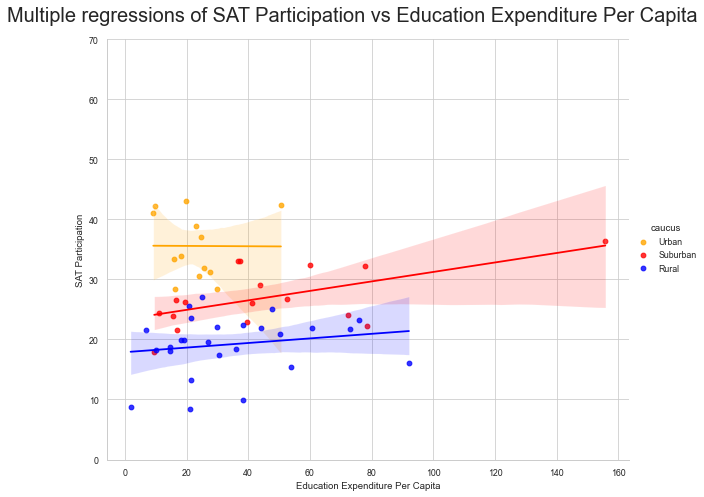 Multiple regressions of SAT Participation vs Education Expenditure Per Capita
70
60
50
40
30
20
10
0
SAT Participation
0 20 40 60 80 100 120 140 160
Education Expenditure Per Capita
caucus
Urban
Suburban
Rural